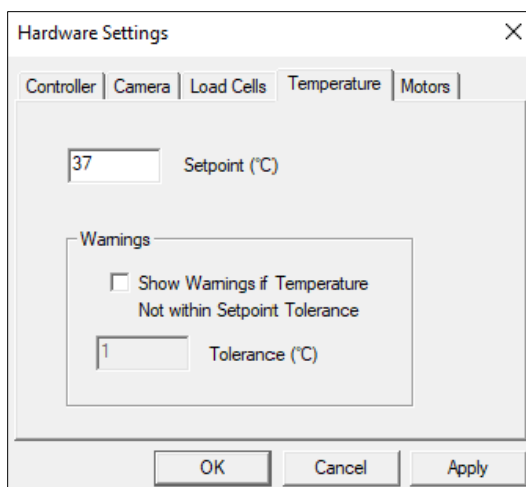 Hardware Settings
Controller
Camera
Load Cells
Temperature
Motors
37
Setpoint (°C)
Warnings
Show Warnings if Temperature
Not within Setpoint Tolerance
1
Tolerance (°C)
OK
Cancel
Apply